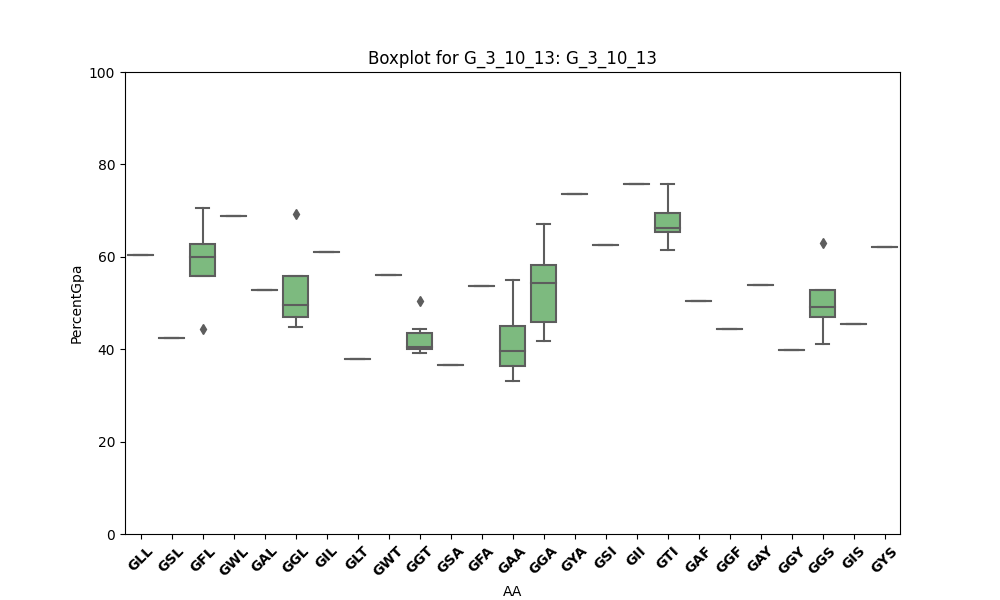 Boxplot for G_3_10_13: G_3_10_13
100
80
60
40
20
0
PercentGpa
GLL GSL GFL GWL GAL GGL GIL GLT GWT GGT GSA GFA GAA GGA GYA GSI GII GTI GAF GGF GAY GGY GGS GIS GYS
AA